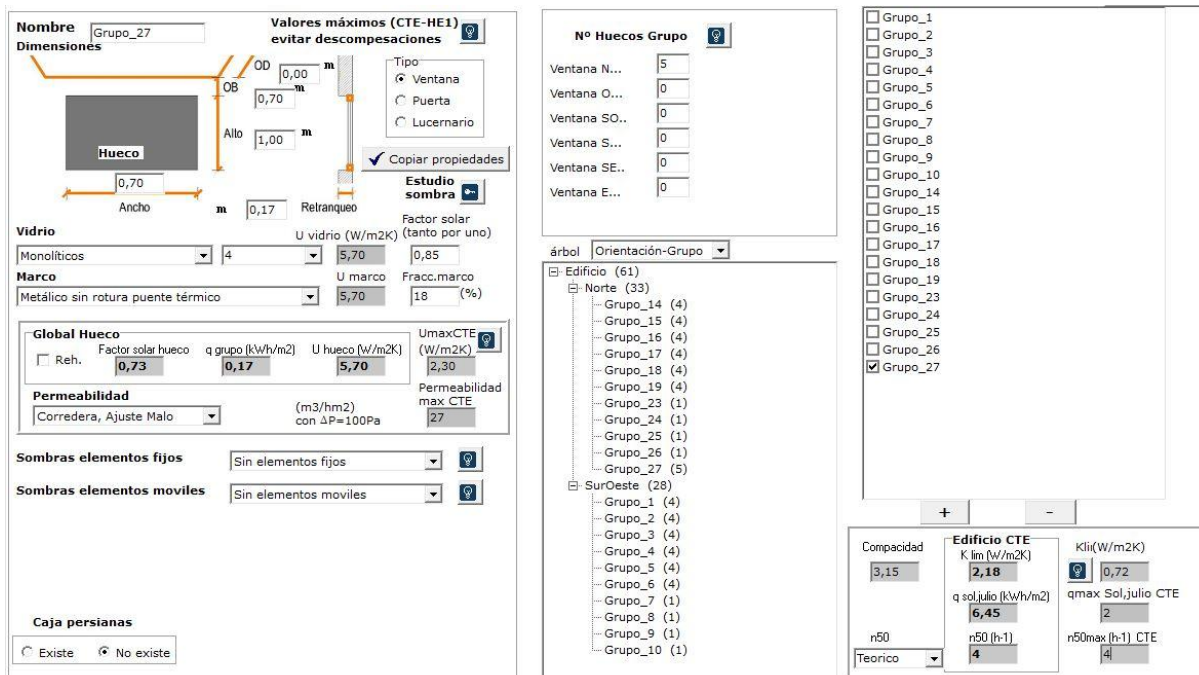 Nombre Grupo_27
Valores máximos (CTE-HE1)
evitar descompesaciones
Dimensiones
OD 0,00 m
OB 0,70 m
Alto 1,00 m
Hueco
0,70
Ancho
m 0,17 Retranqueo
Tipo
Ventana
Puerta
Lucernario
Copiar propiedades
Estudio
sombra
Vidrio
U vidrio (W/m2K)
Factor solar
(tanto por uno)
Monolíticos 4 5,70 0,85
Marco
U marco Fracc.marco
Metálico sin rotura puente térmico 5,70 18 (%)
Global Hueco
Reh.
Factor solar hueco q grupo (kWh/m2) U hueco (W/m2K)
0,73 0,17 5,70
UmaxCTE
(W/m2K)
2,30
Permeabilidad
Corredera, Ajuste Malo
(m3/hm2)
con ΔP=100Pa
Permeabilidad
max CTE
27
Sombras elementos fijos Sin elementos fijos
Sombras elementos moviles Sin elementos moviles
Caja persianas
Existe No existe
Nº Huecos Grupo
Ventana N... 5
Ventana O... 0
Ventana SO.. 0
Ventana S... 0
Ventana SE.. 0
Ventana E... 0
árbol Orientación-Grupo
Edificio (61)
Norte (33)
Grupo_14 (4)
Grupo_15 (4)
Grupo_16 (4)
Grupo_17 (4)
Grupo_18 (4)
Grupo_19 (4)
Grupo_23 (1)
Grupo_24 (1)
Grupo_25 (1)
Grupo_26 (1)
Grupo_27 (5)
SurOeste (28)
Grupo_1 (4)
Grupo_2 (4)
Grupo_3 (4)
Grupo_4 (4)
Grupo_5 (4)
Grupo_6 (4)
Grupo_7 (1)
Grupo_8 (1)
Grupo_9 (1)
Grupo_10 (1)
Grupo_1
Grupo_2
Grupo_3
Grupo_4
Grupo_5
Grupo_6
Grupo_7
Grupo_8
Grupo_9
Grupo_10
Grupo_14
Grupo_15
Grupo_16
Grupo_17
Grupo_18
Grupo_19
Grupo_23
Grupo_24
Grupo_25
Grupo_26
Grupo_27
+ -
Compacidad
3,15
n50
Teorico
Edificio CTE
K lim (W/m2K)
2,18
q sol,julio (kWh/m2)
6,45
n50 (h-1)
4
Klii(W/m2K)
0,72
qmax Sol,julio CTE
2
n50max (h-1) CTE
4